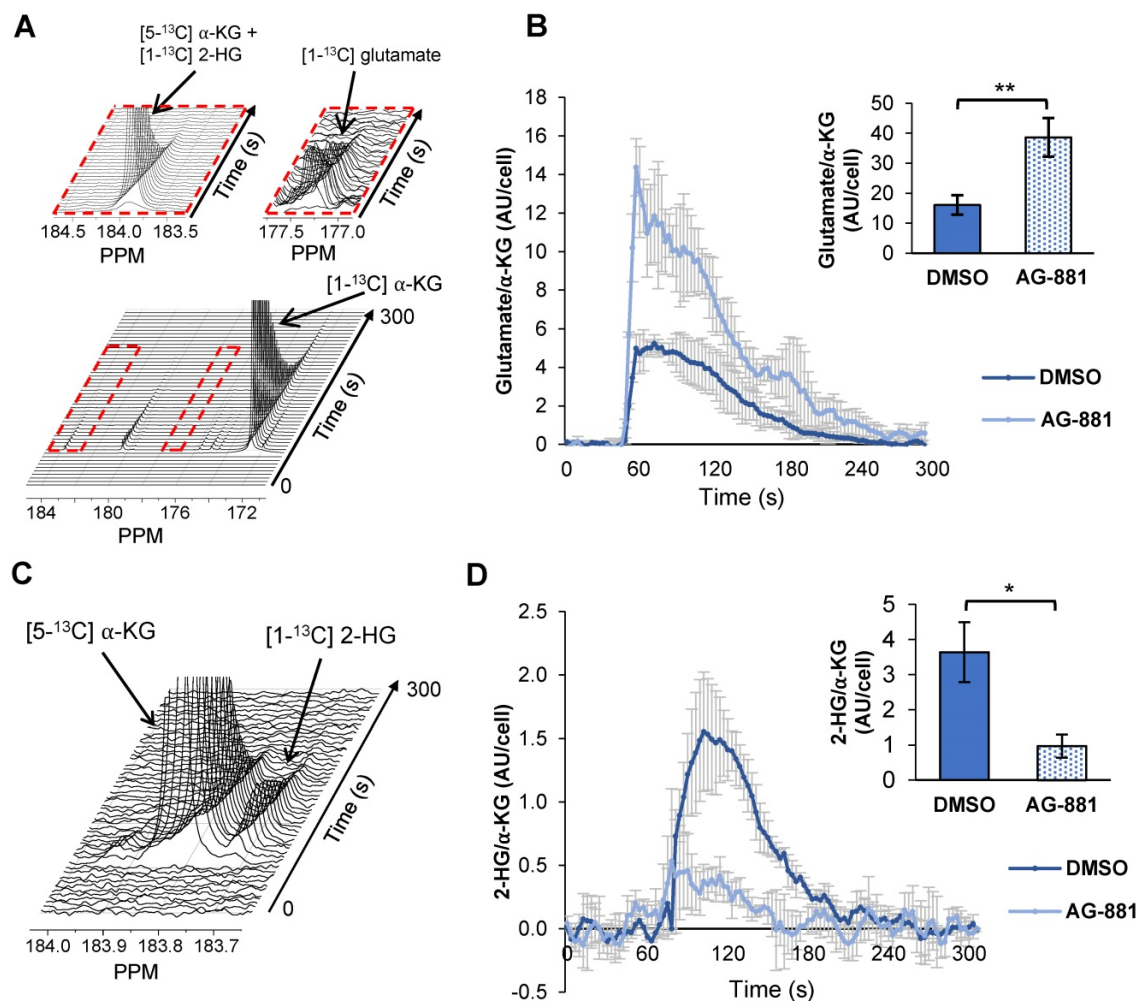 A
[5-¹³C] α-KG +
[1-¹³C] 2-HG
[1-¹³C] glutamate
Time (s)
Time (s)
184.5 184.0 183.5
PPM
177.5 177.0
PPM
[1-¹³C] α-KG
300
Time (s)
0
184 180 176 172
PPM
B
Glutamate/α-KG (AU/cell)
18
16
14
12
10
8
6
4
2
0
0 60 120 180 240 300
Time (s)
Glutamate/α-KG
(AU/cell)
50
40
30
20
10
0
**
DMSO AG-881
DMSO
AG-881
C
[5-¹³C] α-KG
[1-¹³C] 2-HG
300
Time (s)
0
184.0 183.9 183.8 183.7
PPM
D
2-HG/α-KG (AU/cell)
2.5
2.0
1.5
1.0
0.5
0.0
-0.5
0 60 120 180 240 300
Time (s)
2-HG/α-KG
(AU/cell)
5
4
3
2
1
0
*
DMSO AG-881
DMSO
AG-881